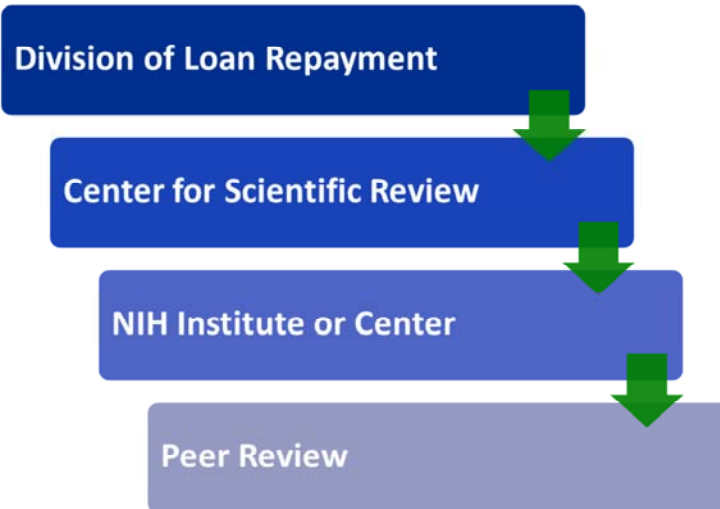 Division of Loan Repayment
Center for Scientific Review
NIH Institute or Center
Peer Review